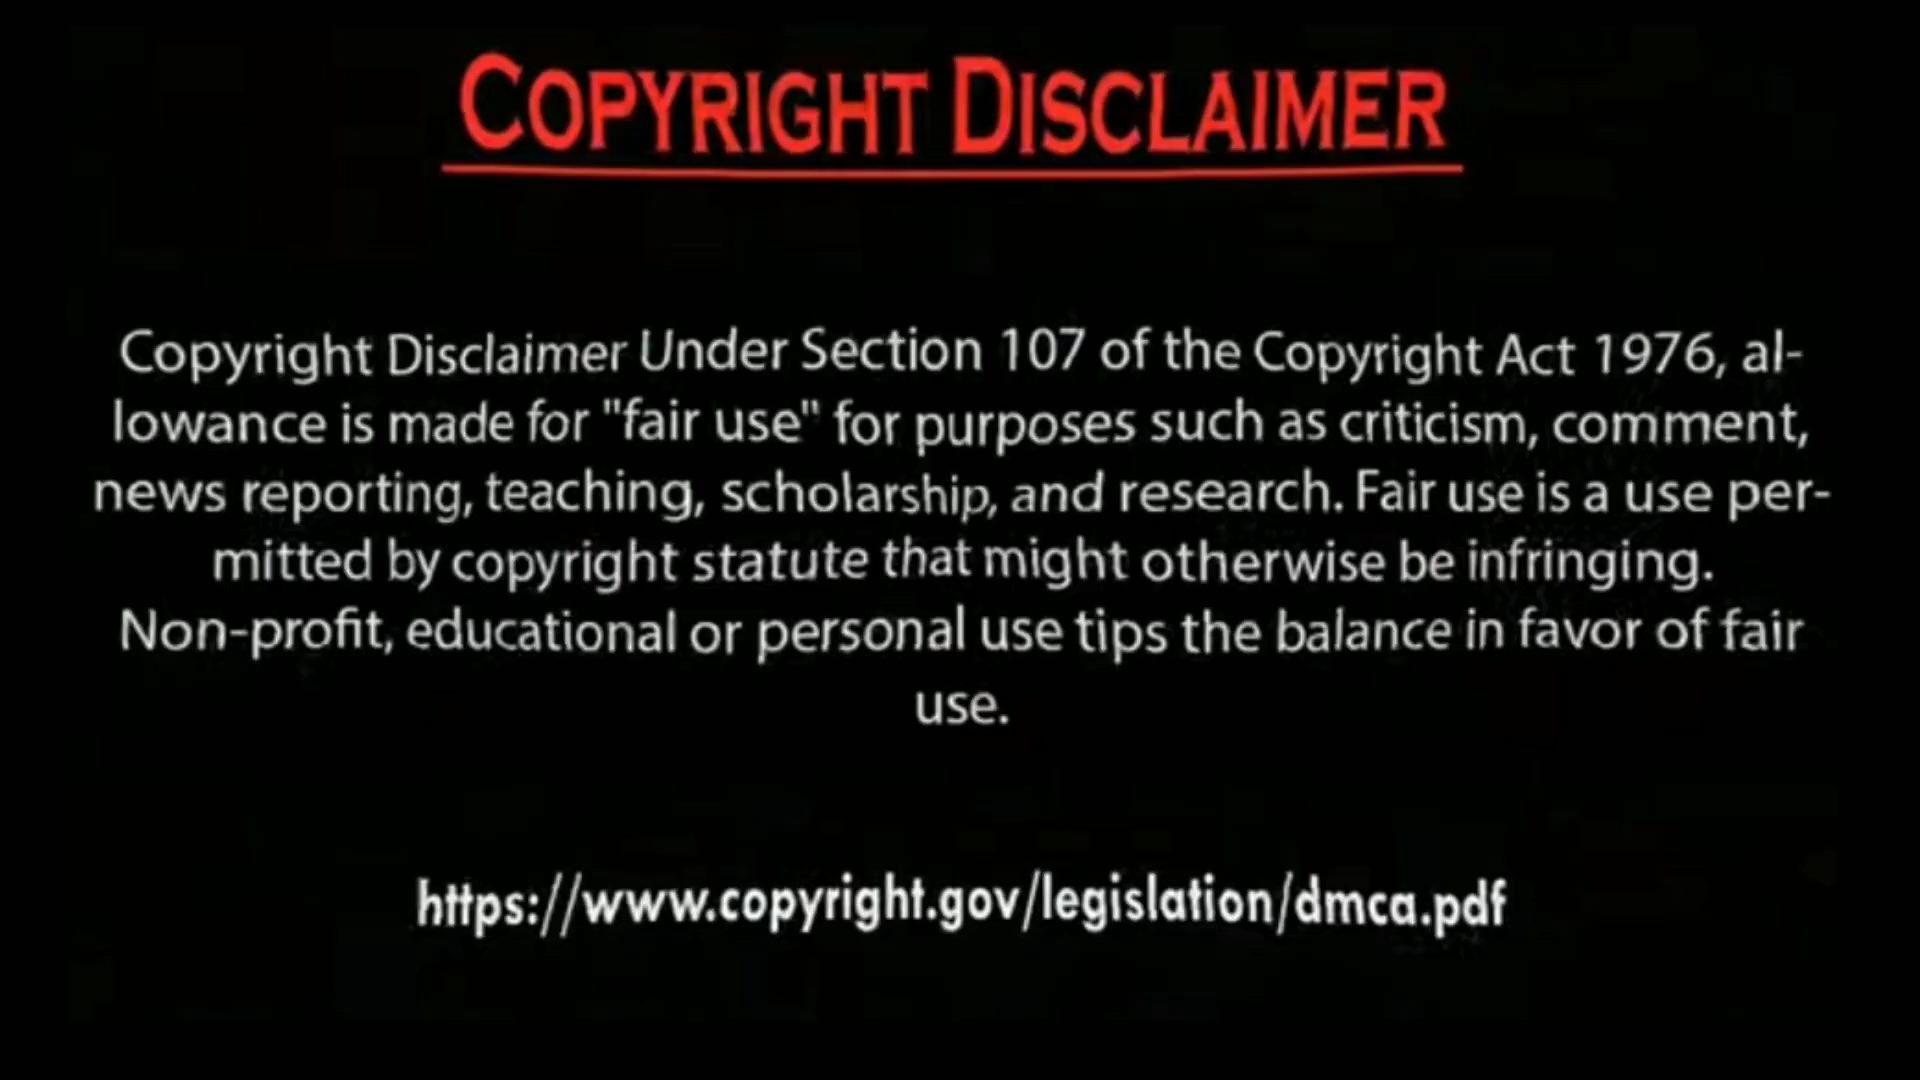 COPYRIGHT DISCLAIMER
Copyright Disclaimer Under Section 107 of the Copyright Act 1976, al-
lowance is made for "fair use" for purposes such as criticism, comment,
news reporting, teaching, scholarship, and research. Fair use is a use per-
mitted by copyright statute that might otherwise be infringing.
Non-profit, educational or personal use tips the balance in favor of fair
use.
https://www.copyright.gov/legislation/dmca.pdf